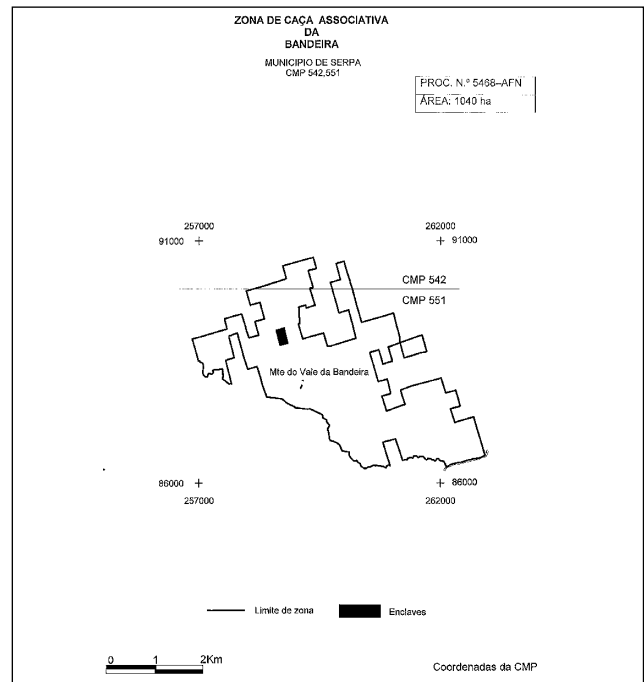 ZONA DE CAÇA ASSOCIATIVA
DA
BANDEIRA
MUNICIPIO DE SERPA
CMP 542,551
PROC. N.º 5468-AFN
ÁREA: 1040 ha
257000
262000
91000
91000
CMP 542
CMP 551
Mte do Vale da Bandeira
86000
86000
257000
262000
Limite de zona
Enclaves
0 1 2Km
Coordenadas da CMP